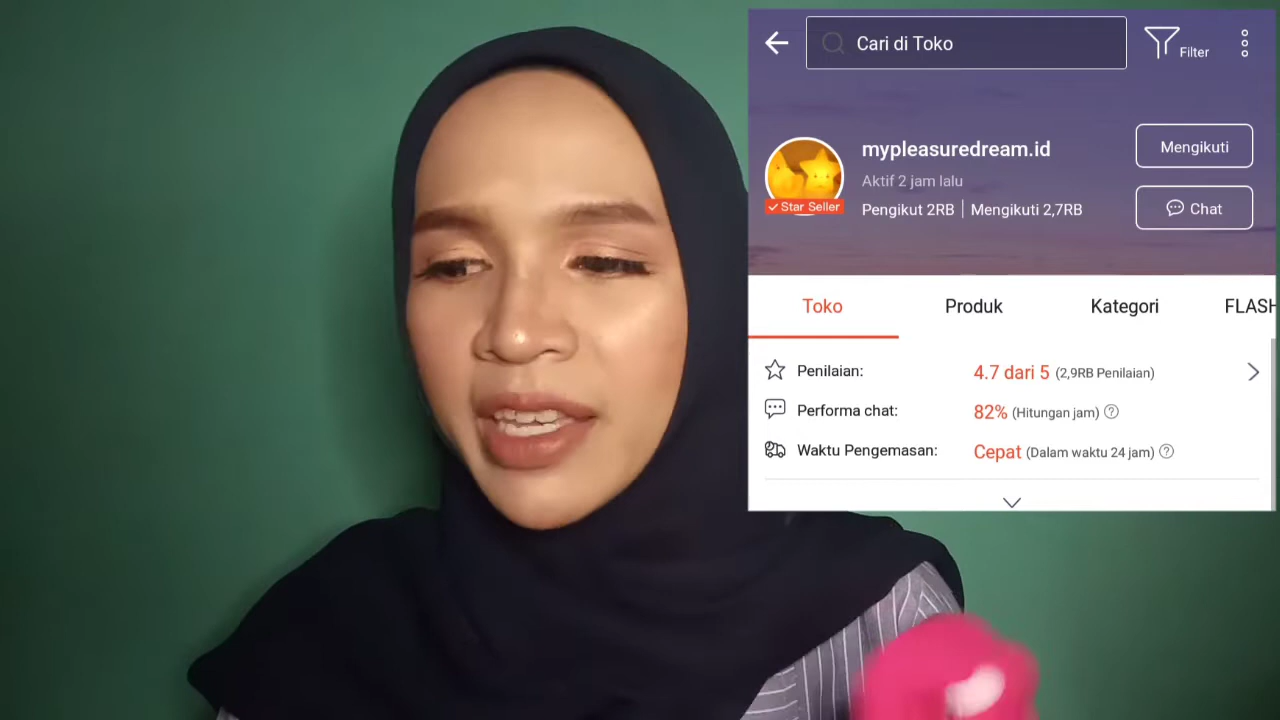 Cari di Toko
Filter
mypleasuredream.id
Mengikuti
Aktif 2 jam lalu
Star Seller
Pengikut 2RB | Mengikuti 2,7RB
Chat
Toko Produk Kategori FLASH
Penilaian: 4.7 dari 5 (2,9RB Penilaian)
Performa chat: 82% (Hitungan jam)
Waktu Pengemasan: Cepat (Dalam waktu 24 jam)